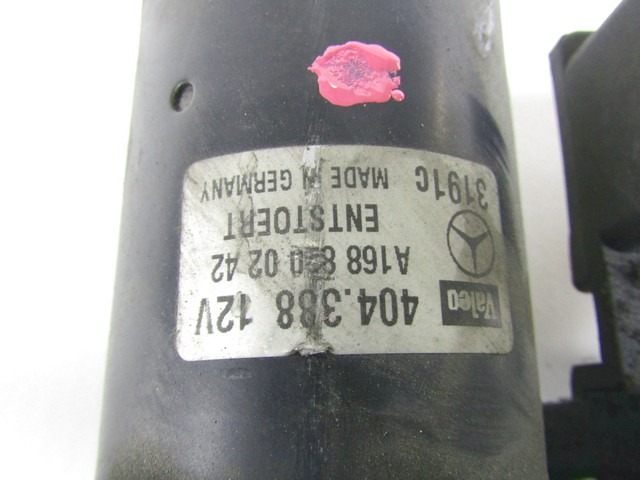 Valeo 404.388 12V
A168 820 02 42
ENTSTOERT
3191C MADE IN GERMANY